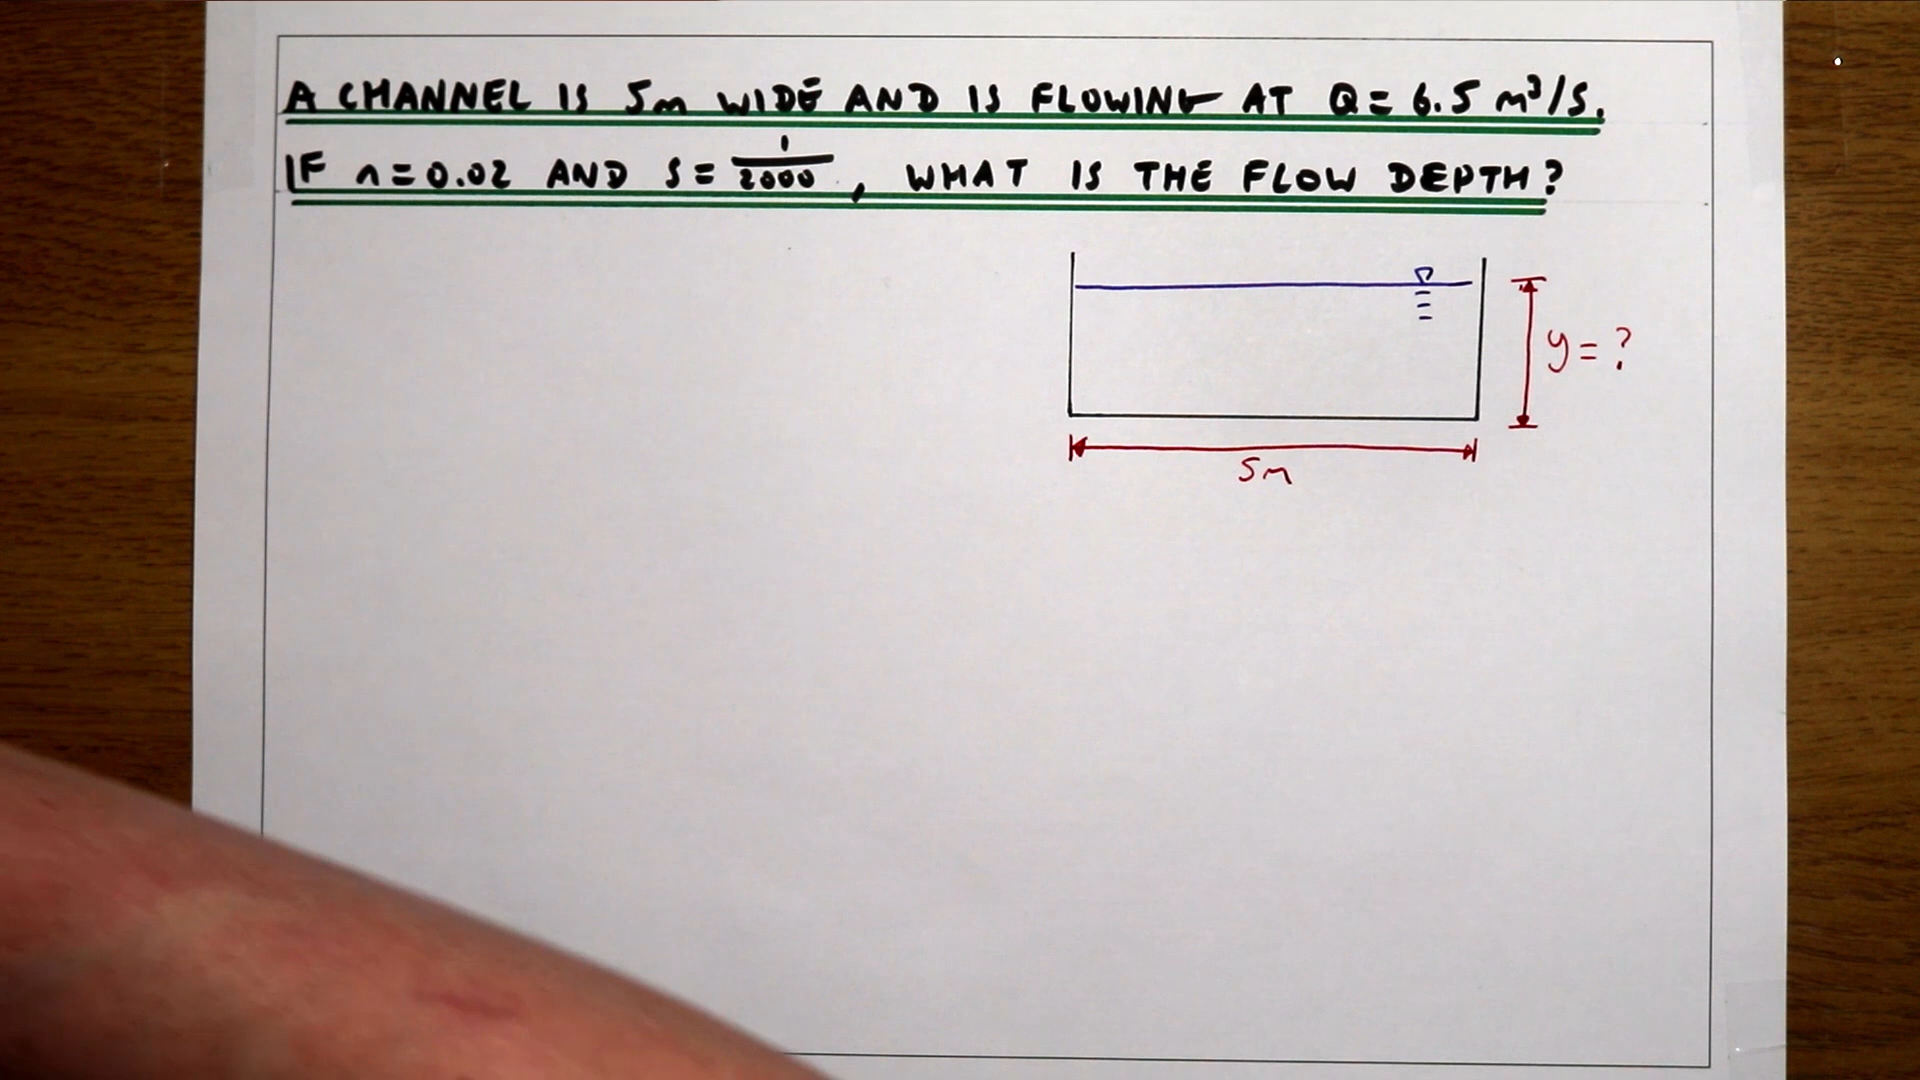 A CHANNEL IS 5m WIDE AND IS FLOWING AT Q = 6.5 m³/S.
IF n = 0.02 AND S = 1/2000, WHAT IS THE FLOW DEPTH?
y = ?
5m